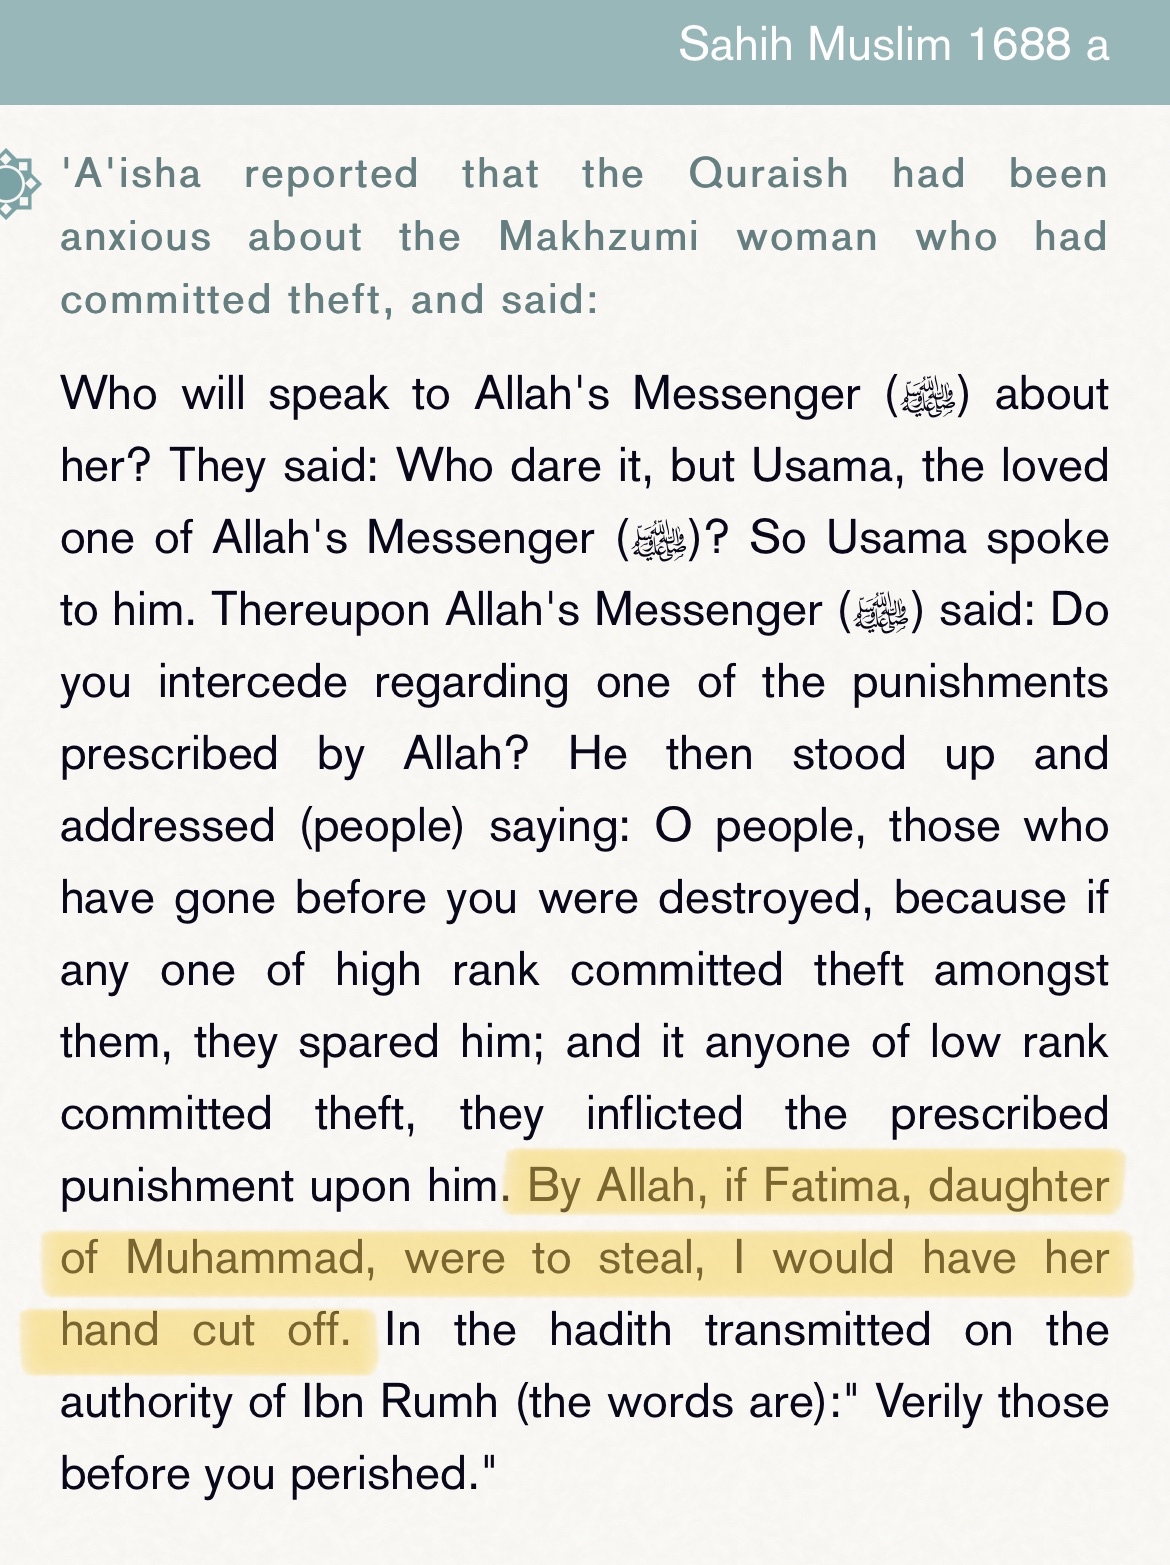 Sahih Muslim 1688 a
'A'isha reported that the Quraish had been
anxious about the Makhzumi woman who had
committed theft, and said:
Who will speak to Allah's Messenger (ﷺ) about
her? They said: Who dare it, but Usama, the loved
one of Allah's Messenger (ﷺ)? So Usama spoke
to him. Thereupon Allah's Messenger (ﷺ) said: Do
you intercede regarding one of the punishments
prescribed by Allah? He then stood up and
addressed (people) saying: O people, those who
have gone before you were destroyed, because if
any one of high rank committed theft amongst
them, they spared him; and it anyone of low rank
committed theft, they inflicted the prescribed
punishment upon him. By Allah, if Fatima, daughter
of Muhammad, were to steal, I would have her
hand cut off. In the hadith transmitted on the
authority of Ibn Rumh (the words are):" Verily those
before you perished."